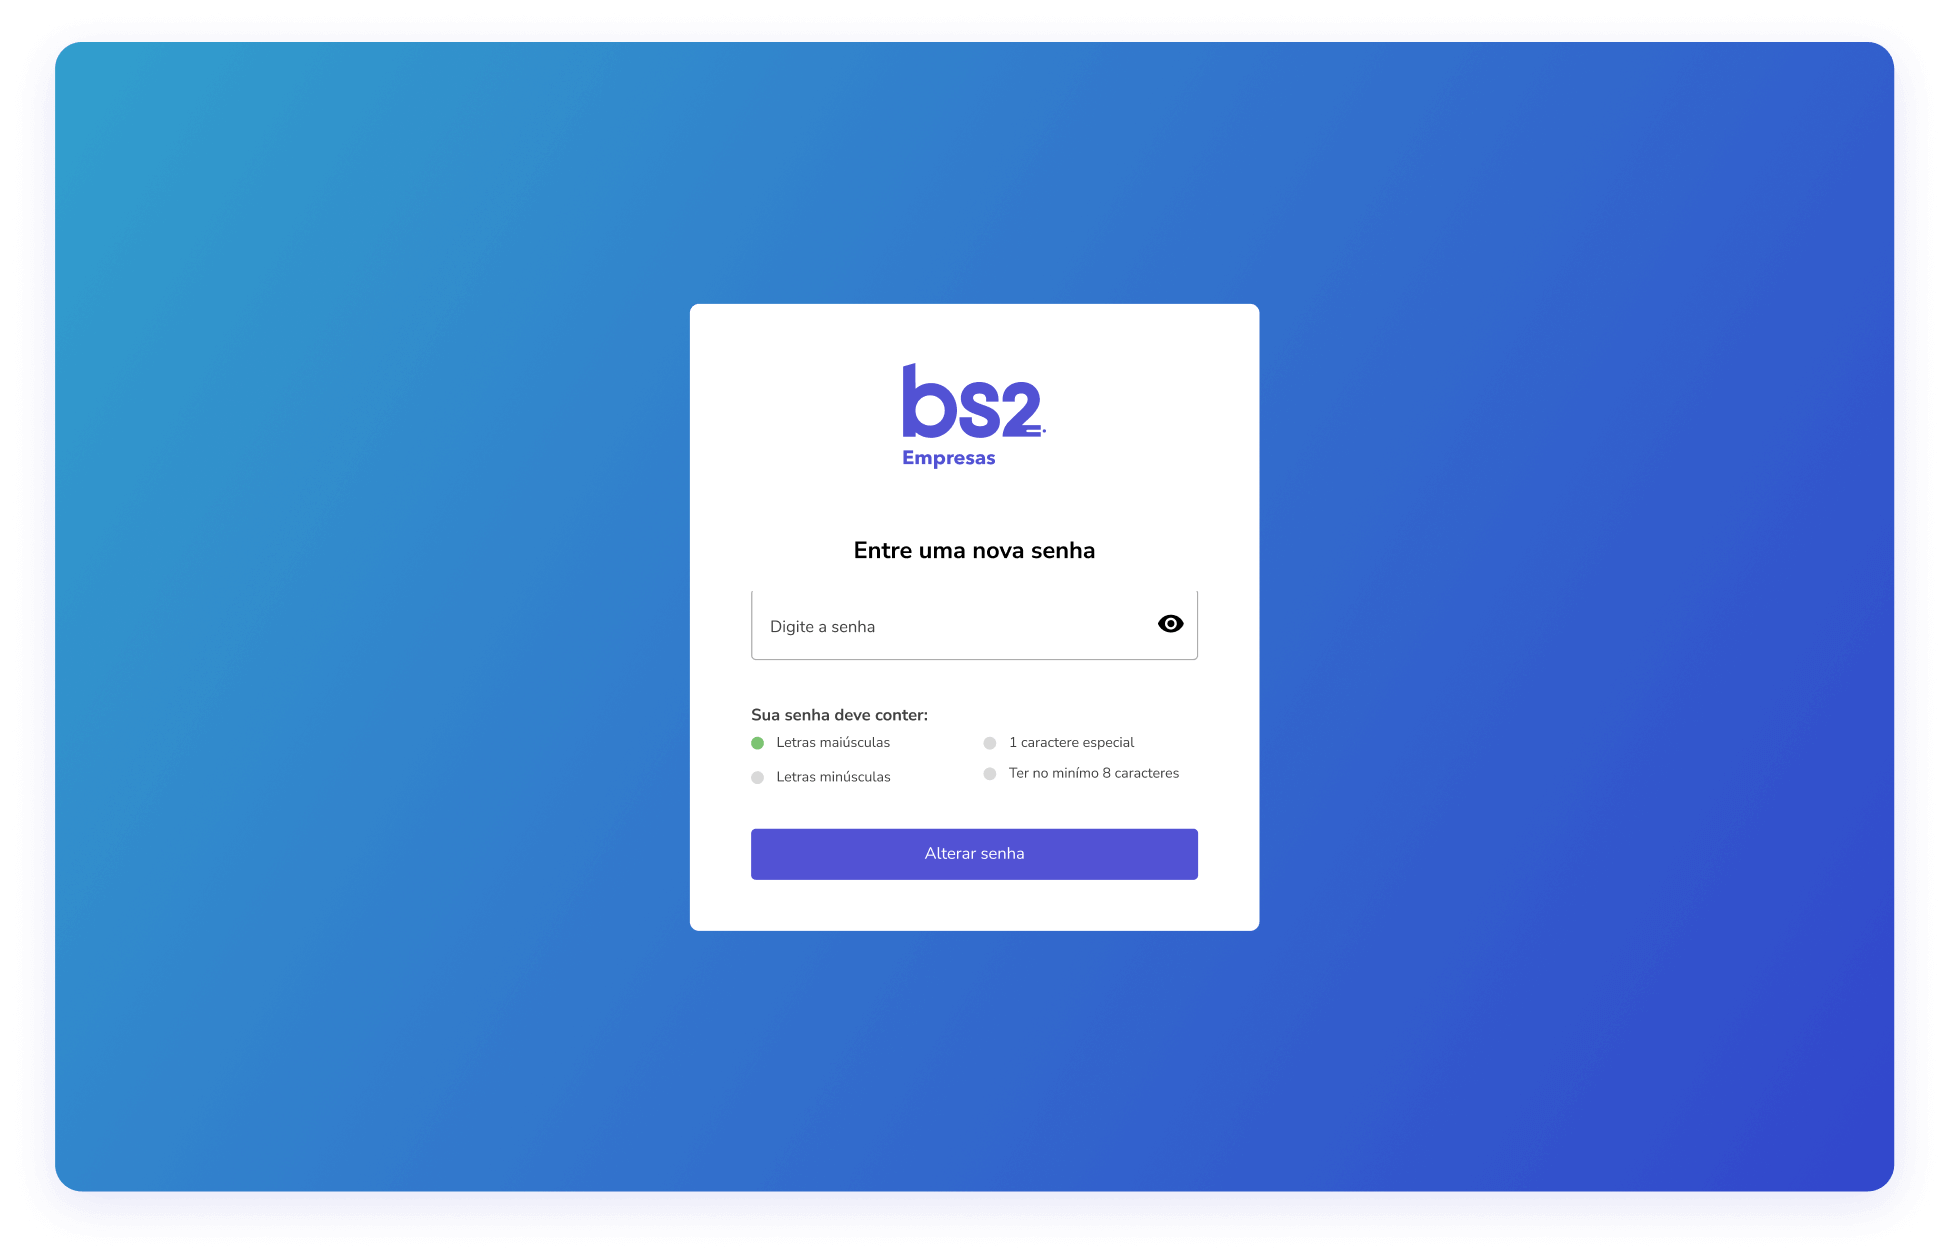 bs2
Empresas
Entre uma nova senha
Digite a senha
Sua senha deve conter:
Letras maiúsculas
1 caractere especial
Letras minúsculas
Ter no minímo 8 caracteres
Alterar senha